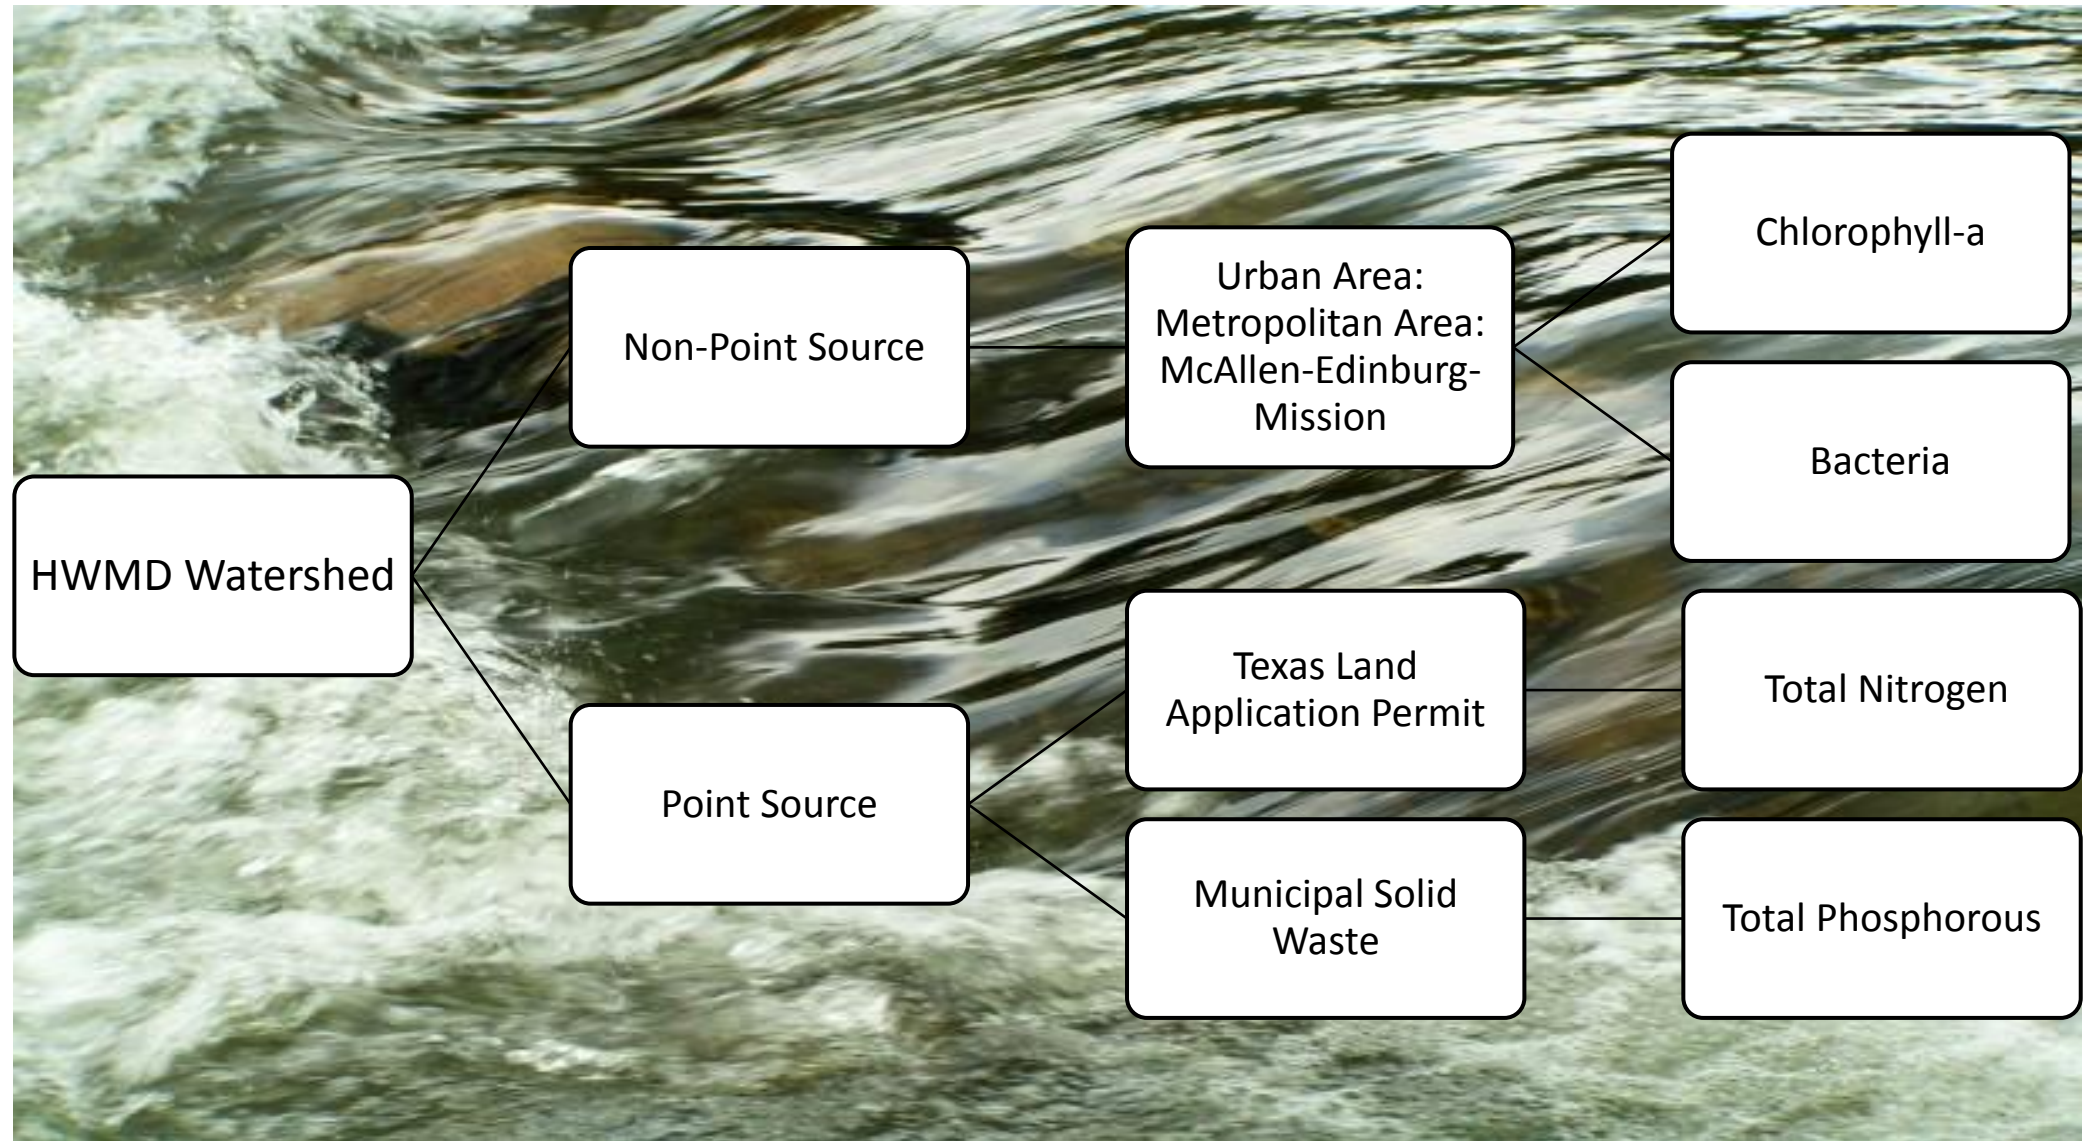 Chlorophyll-a
Non-Point Source
Urban Area:
Metropolitan Area:
McAllen-Edinburg-
Mission
Bacteria
HWMD Watershed
Point Source
Texas Land
Application Permit
Total Nitrogen
Municipal Solid
Waste
Total Phosphorous